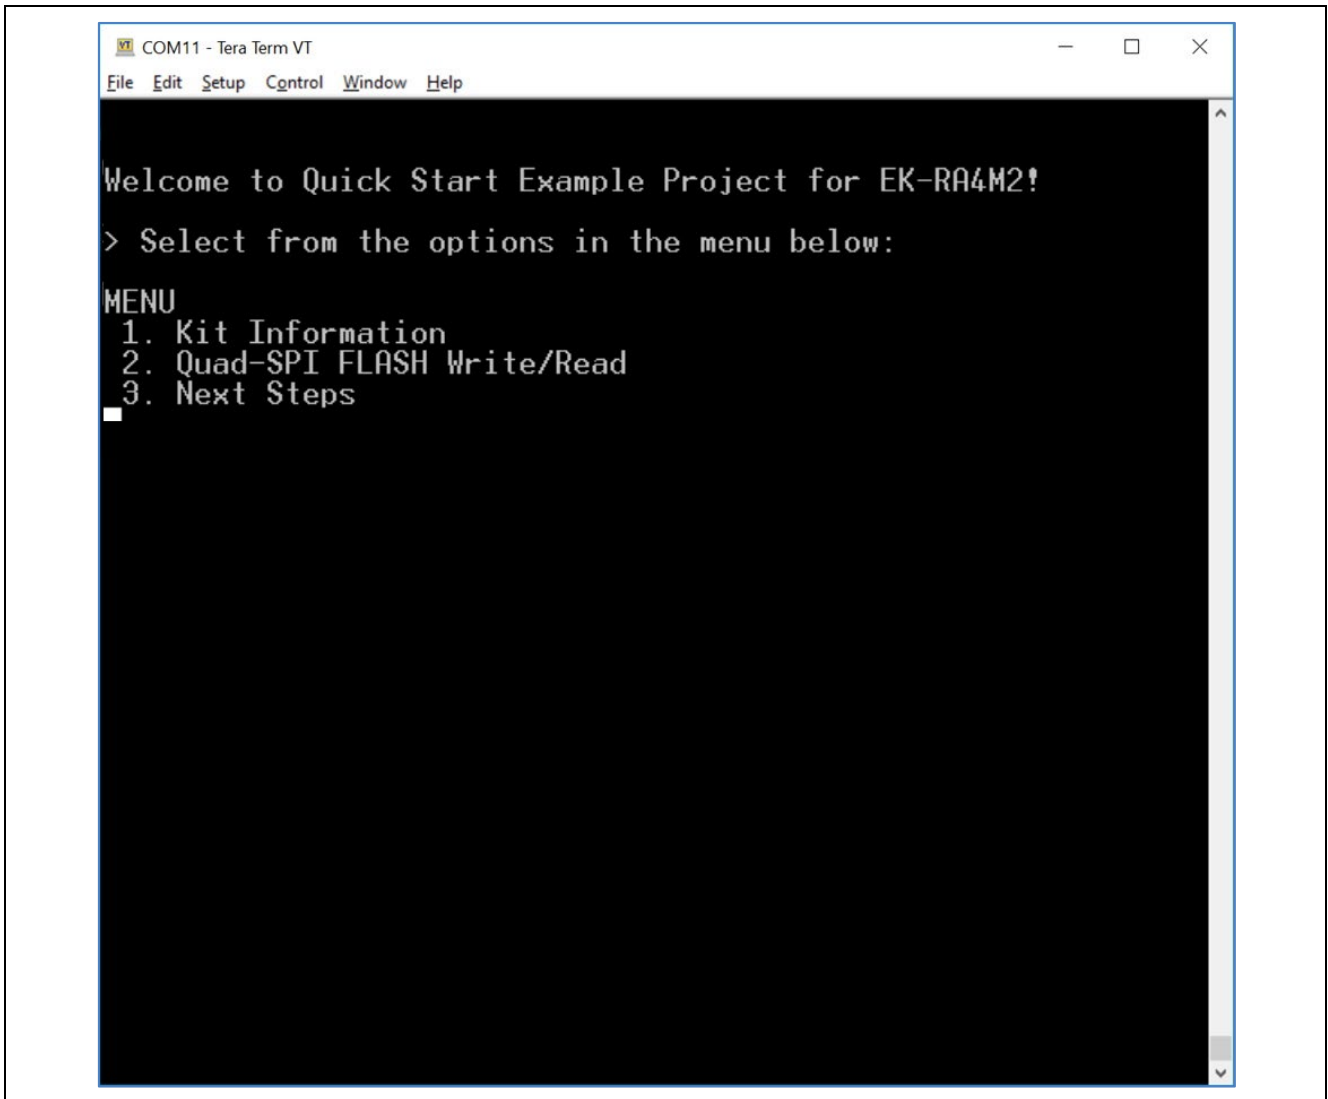 COM11 - Tera Term VT
File Edit Setup Control Window Help
Welcome to Quick Start Example Project for EK-RA4M2!
> Select from the options in the menu below:
MENU
1. Kit Information
2. Quad-SPI FLASH Write/Read
3. Next Steps